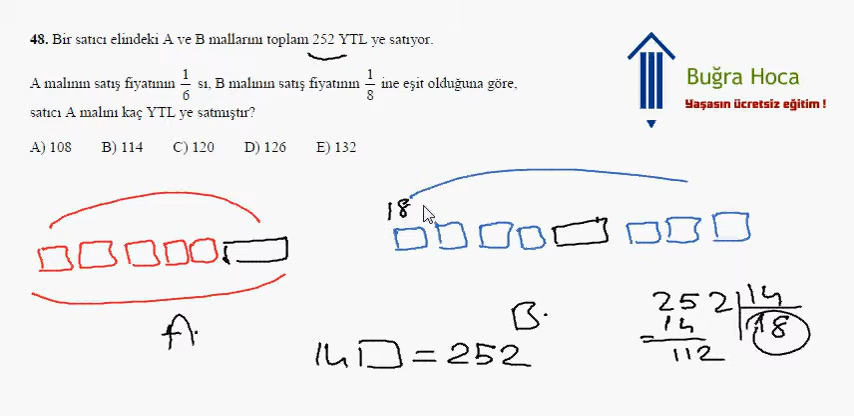 48. Bir satıcı elindeki A ve B mallarını toplam 252 YTL ye satıyor.
A malının satış fiyatının 1/6 sı, B malının satış fiyatının 1/8 ine eşit olduğuna göre,
satıcı A malını kaç YTL ye satmıştır?
A) 108 B) 114 C) 120 D) 126 E) 132
Buğra Hoca
Yaşasın ücretsiz eğitim !
18
A.
B.
14□ = 252
252 | 14
14 18
= 112